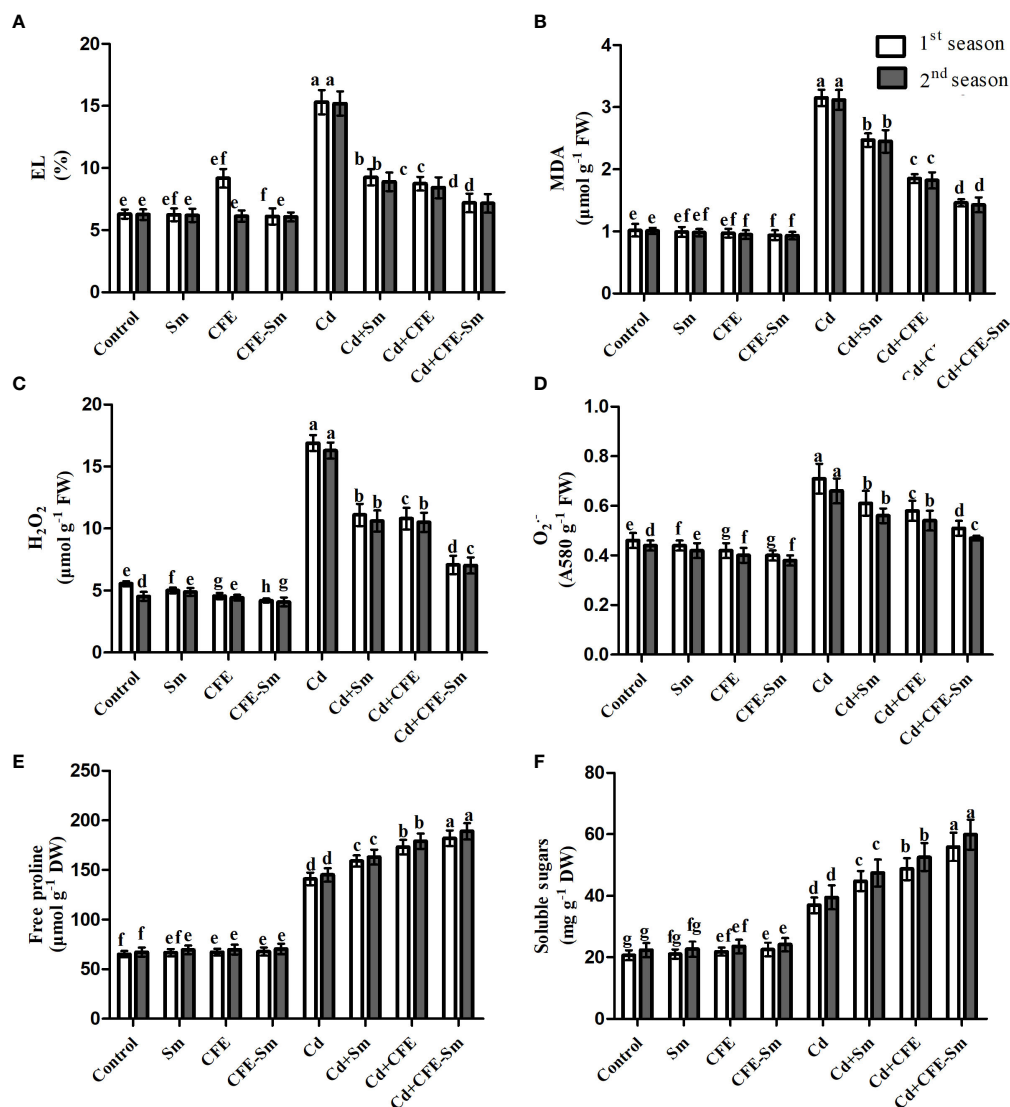 A
EL
(%)
20
15
10
5
0
e e
ef e
ef e
f e
a a
b b
c c
d d
Control
Sm
CFE
CFE-Sm
Cd
Cd+Sm
Cd+CFE
Cd+CFE-Sm
B
MDA
(µmol g⁻¹ FW)
4
3
2
1
0
1st season
2nd season
e e
ef ef
ef f
f f
a a
b b
c c
d d
Control
Sm
CFE
CFE-Sm
Cd
Cd+Sm
Cd+CFE
Cd+CFE-Sm
C
H₂O₂
(µmol g⁻¹ FW)
20
15
10
5
0
e d
f e
g e
h g
a a
b b
c b
d c
Control
Sm
CFE
CFE-Sm
Cd
Cd+Sm
Cd+CFE
Cd+CFE-Sm
D
O₂·⁻
(A580 g⁻¹ FW)
1.0
0.8
0.6
0.4
0.2
0.0
e d
f e
g f
g f
a a
b b
c b
d c
Control
Sm
CFE
CFE-Sm
Cd
Cd+Sm
Cd+CFE
Cd+CFE-Sm
E
Free proline
(µmol g⁻¹ DW)
250
200
150
100
50
0
f f
ef e
e e
e e
d d
c c
b b
a a
Control
Sm
CFE
CFE-Sm
Cd
Cd+Sm
Cd+CFE
Cd+CFE-Sm
F
Soluble sugars
(mg g⁻¹ DW)
80
60
40
20
0
g g
fg fg
ef ef
e e
d d
c c
b b
a a
Control
Sm
CFE
CFE-Sm
Cd
Cd+Sm
Cd+CFE
Cd+CFE-Sm